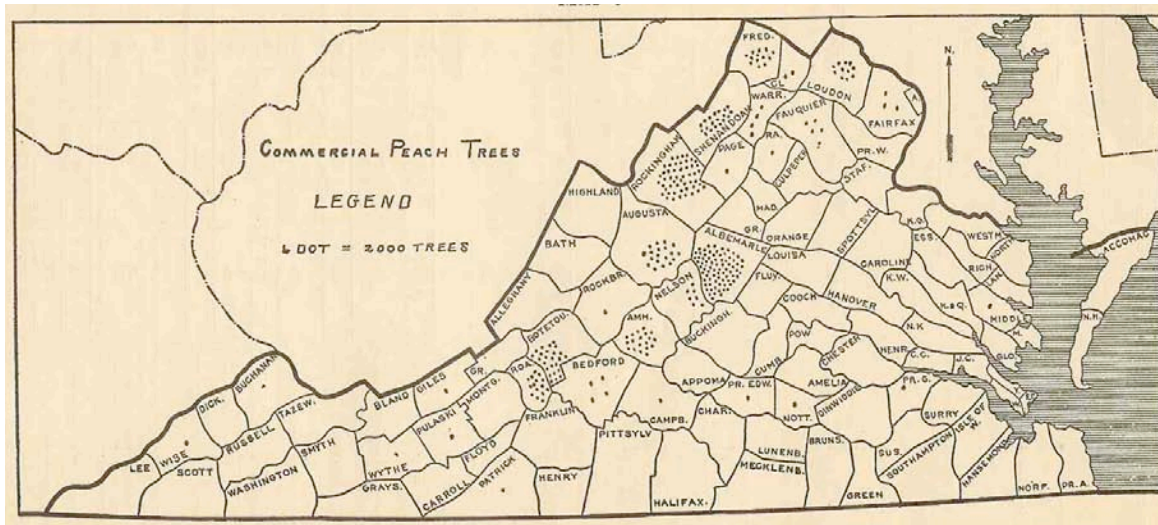 COMMERCIAL PEACH TREES
LEGEND
1 DOT = 2000 TREES
N.
FRED.
CL.
LOUDON
A.
WARR.
FAUQUIER
FAIRFAX
SHENANDOAH
ROCKINGHAM
PAGE
RA.
CULPEPER
PR. W.
STAF.
HIGHLAND
AUGUSTA
MAD.
GR.
ORANGE
SPOTTSYL
K.G.
WESTM.
ESS.
NORTH.
ACCOMAC
BATH
ALBEMARLE
LOUISA
CAROLINE
RICH.
LAN.
ALLEGHANY
ROCKBR.
NELSON
FLUV.
K.W.
GOOCH
HANOVER
K.&Q.
MIDDLE.
N.H.
BOTETOU.
AMH.
BUCKINGH.
POW.
N.K.
M.
GLO.
CUMB.
CHESTER
HENR.
C.C.
J.C.
GR.
ROA.
BEDFORD
APPOMA
PR. EDW.
AMELIA
PR. G.
BUCHANAN
DICK.
TAZEW.
BLAND
GILES
MONTG.
PULASKI
FRANKLIN
CAMPB.
CHAR.
NOTT.
DINWIDDIE
SURRY
ISLE OF
W.
LEE
WISE
RUSSELL
SMYTH
WYTHE
FLOYD
PITTSYLV
LUNENB.
BRUNS.
SUS.
SOUTHAMPTON
NANSEMOND
SCOTT
WASHINGTON
GRAYS.
CARROLL
PATRICK
HENRY
HALIFAX.
MECKLENB.
GREEN
NORF.
PR. A.